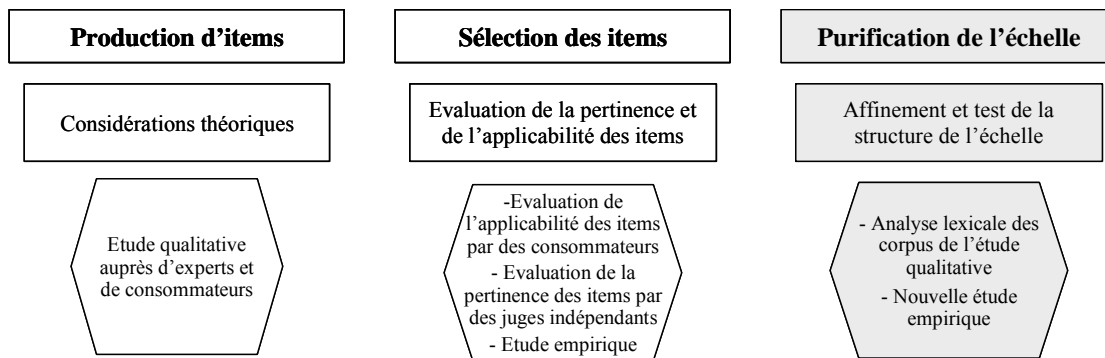 Production d'items
Sélection des items
Purification de l'échelle
Considérations théoriques
Evaluation de la pertinence et
de l'applicabilité des items
Affinement et test de la
structure de l'échelle
Etude qualitative
auprès d'experts et
de consommateurs
-Evaluation de
l'applicabilité des items
par des consommateurs
- Evaluation de la
pertinence des items par
des juges indépendants
- Etude empirique
- Analyse lexicale des
corpus de l'étude
qualitative
- Nouvelle étude
empirique